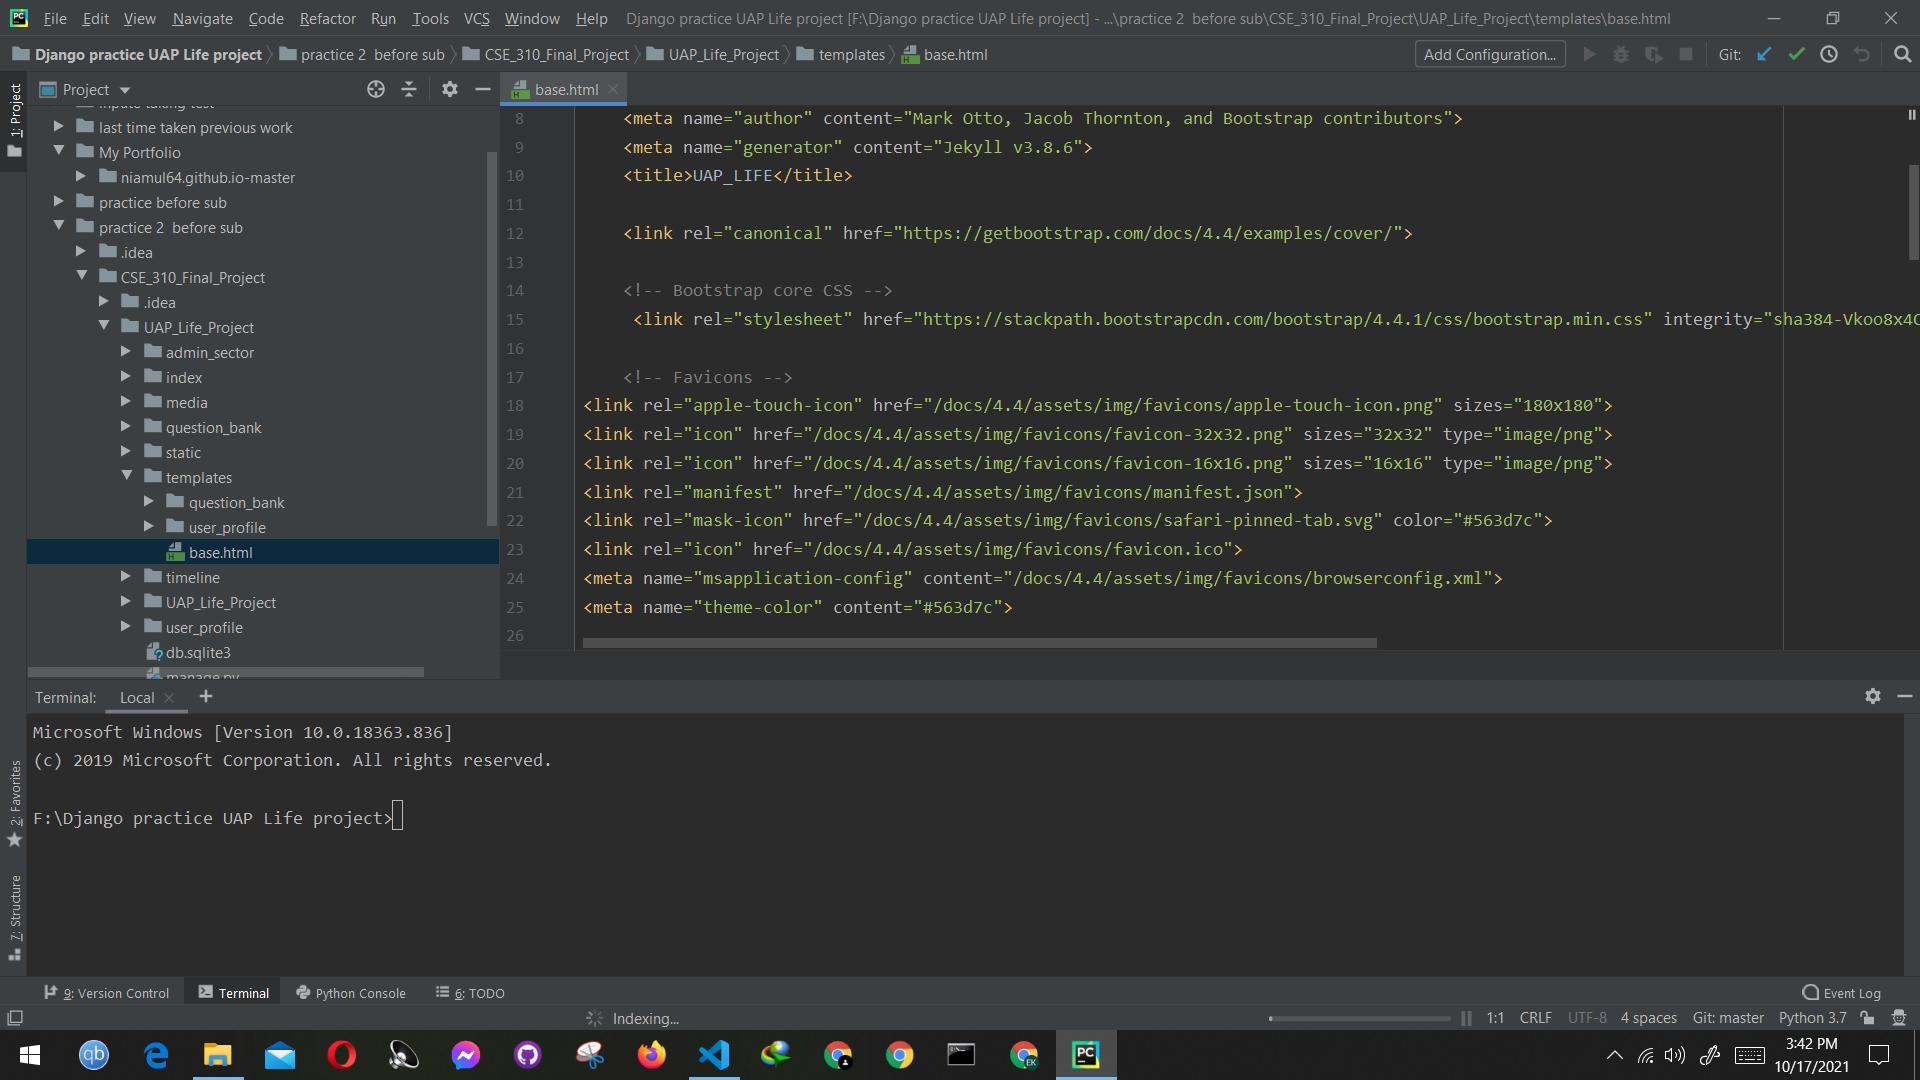 File Edit View Navigate Code Refactor Run Tools VCS Window Help Django practice UAP Life project [F:\Django practice UAP Life project] - ...\practice 2  before sub\CSE_310_Final_Project\UAP_Life_Project\templates\base.html
Django practice UAP Life project practice 2  before sub CSE_310_Final_Project UAP_Life_Project templates base.html Add Configuration... Git:
1: Project
Project
inpute taking test
last time taken previous work
My Portfolio
niamul64.github.io-master
practice before sub
practice 2  before sub
.idea
CSE_310_Final_Project
.idea
UAP_Life_Project
admin_sector
index
media
question_bank
static
templates
question_bank
user_profile
base.html
timeline
UAP_Life_Project
user_profile
db.sqlite3
manage.py
base.html
8 <meta name="author" content="Mark Otto, Jacob Thornton, and Bootstrap contributors">
9 <meta name="generator" content="Jekyll v3.8.6">
10 <title>UAP_LIFE</title>
11
12 <link rel="canonical" href="https://getbootstrap.com/docs/4.4/examples/cover/">
13
14 <!-- Bootstrap core CSS -->
15 <link rel="stylesheet" href="https://stackpath.bootstrapcdn.com/bootstrap/4.4.1/css/bootstrap.min.css" integrity="sha384-Vkoo8x4C
16
17 <!-- Favicons -->
18 <link rel="apple-touch-icon" href="/docs/4.4/assets/img/favicons/apple-touch-icon.png" sizes="180x180">
19 <link rel="icon" href="/docs/4.4/assets/img/favicons/favicon-32x32.png" sizes="32x32" type="image/png">
20 <link rel="icon" href="/docs/4.4/assets/img/favicons/favicon-16x16.png" sizes="16x16" type="image/png">
21 <link rel="manifest" href="/docs/4.4/assets/img/favicons/manifest.json">
22 <link rel="mask-icon" href="/docs/4.4/assets/img/favicons/safari-pinned-tab.svg" color="#563d7c">
23 <link rel="icon" href="/docs/4.4/assets/img/favicons/favicon.ico">
24 <meta name="msapplication-config" content="/docs/4.4/assets/img/favicons/browserconfig.xml">
25 <meta name="theme-color" content="#563d7c">
26
Terminal: Local
Microsoft Windows [Version 10.0.18363.836]
(c) 2019 Microsoft Corporation. All rights reserved.
F:\Django practice UAP Life project>
2: Favorites
7: Structure
9: Version Control Terminal Python Console 6: TODO Event Log
Indexing... 1:1 CRLF UTF-8 4 spaces Git: master Python 3.7
qb EK PC
3:42 PM
10/17/2021